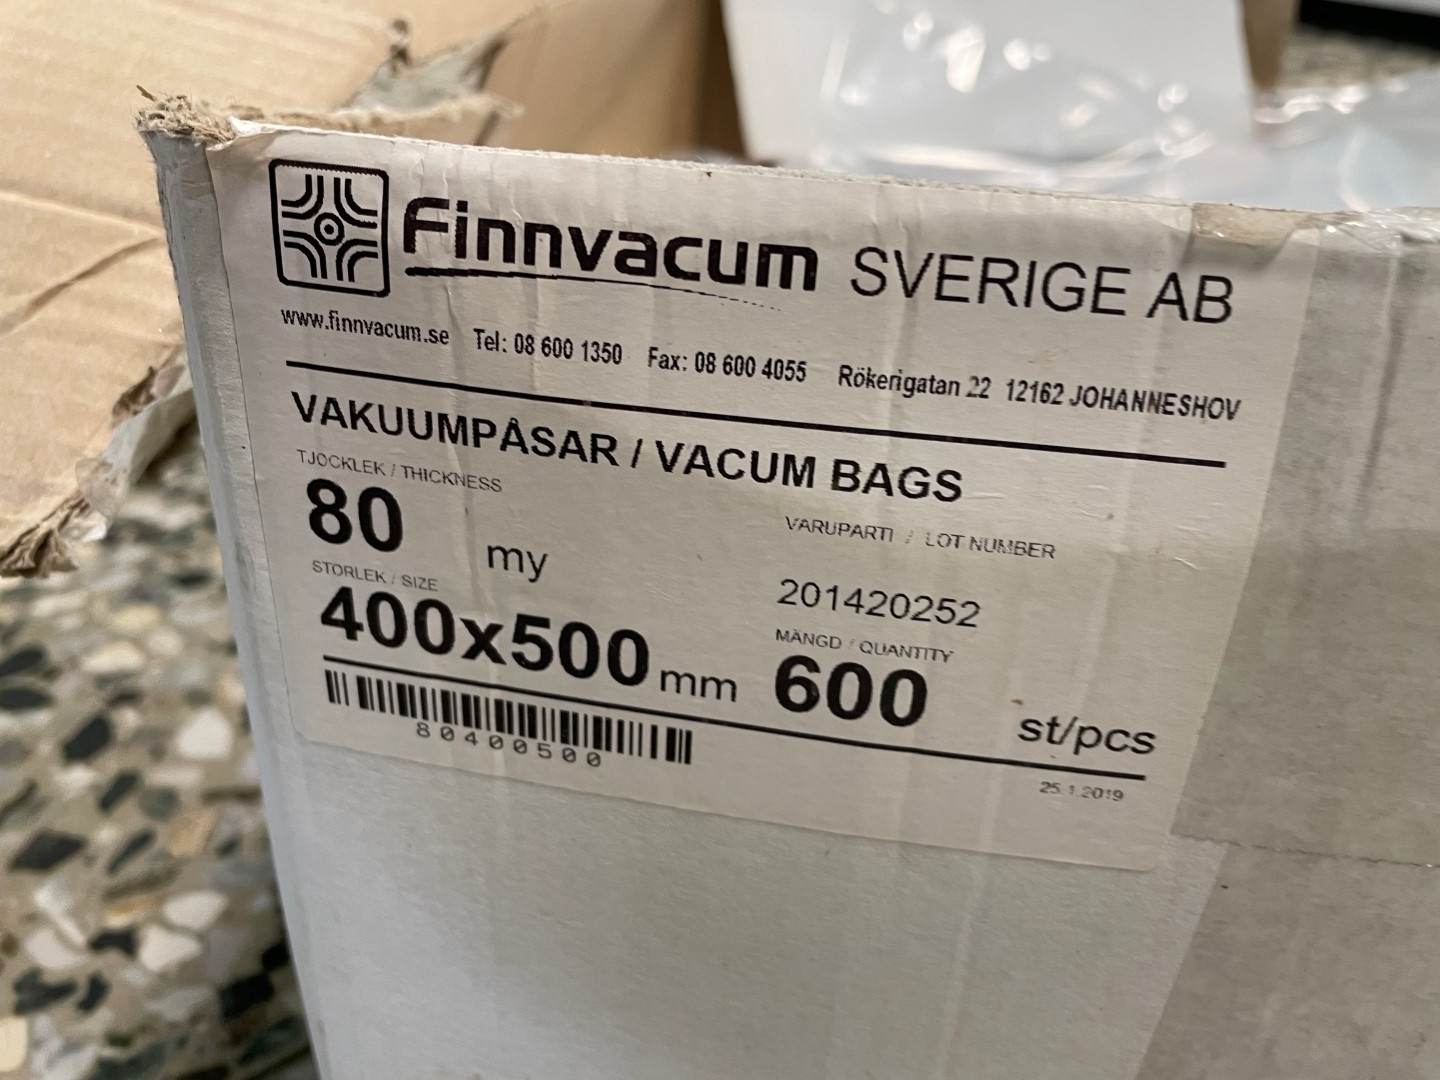 Finnvacum SVERIGE AB
www.finnvacum.se Tel: 08 600 1350 Fax: 08 600 4055 Rökerigatan 22 12162 JOHANNESHOV
VAKUUMPÅSAR / VACUM BAGS
TJOCKLEK / THICKNESS
80 my
VARUPARTI / LOT NUMBER
201420252
STORLEK / SIZE
400x500 mm
MÄNGD / QUANTITY
600 st/pcs
80400500
25.1.2019